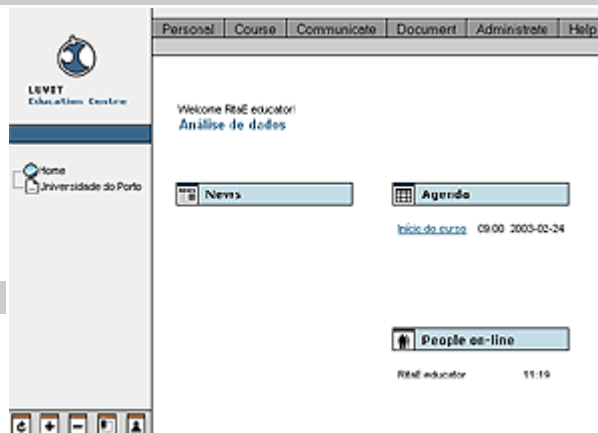 Personal Course Communicate Document Administrate Help
LUVIT
Education Centre
Welcome RitaE educator!
Análise de dados
Home
Universidade do Porto
News
Agenda
Início do curso 09:00 2003-02-24
People on-line
RitaE educator 11:19